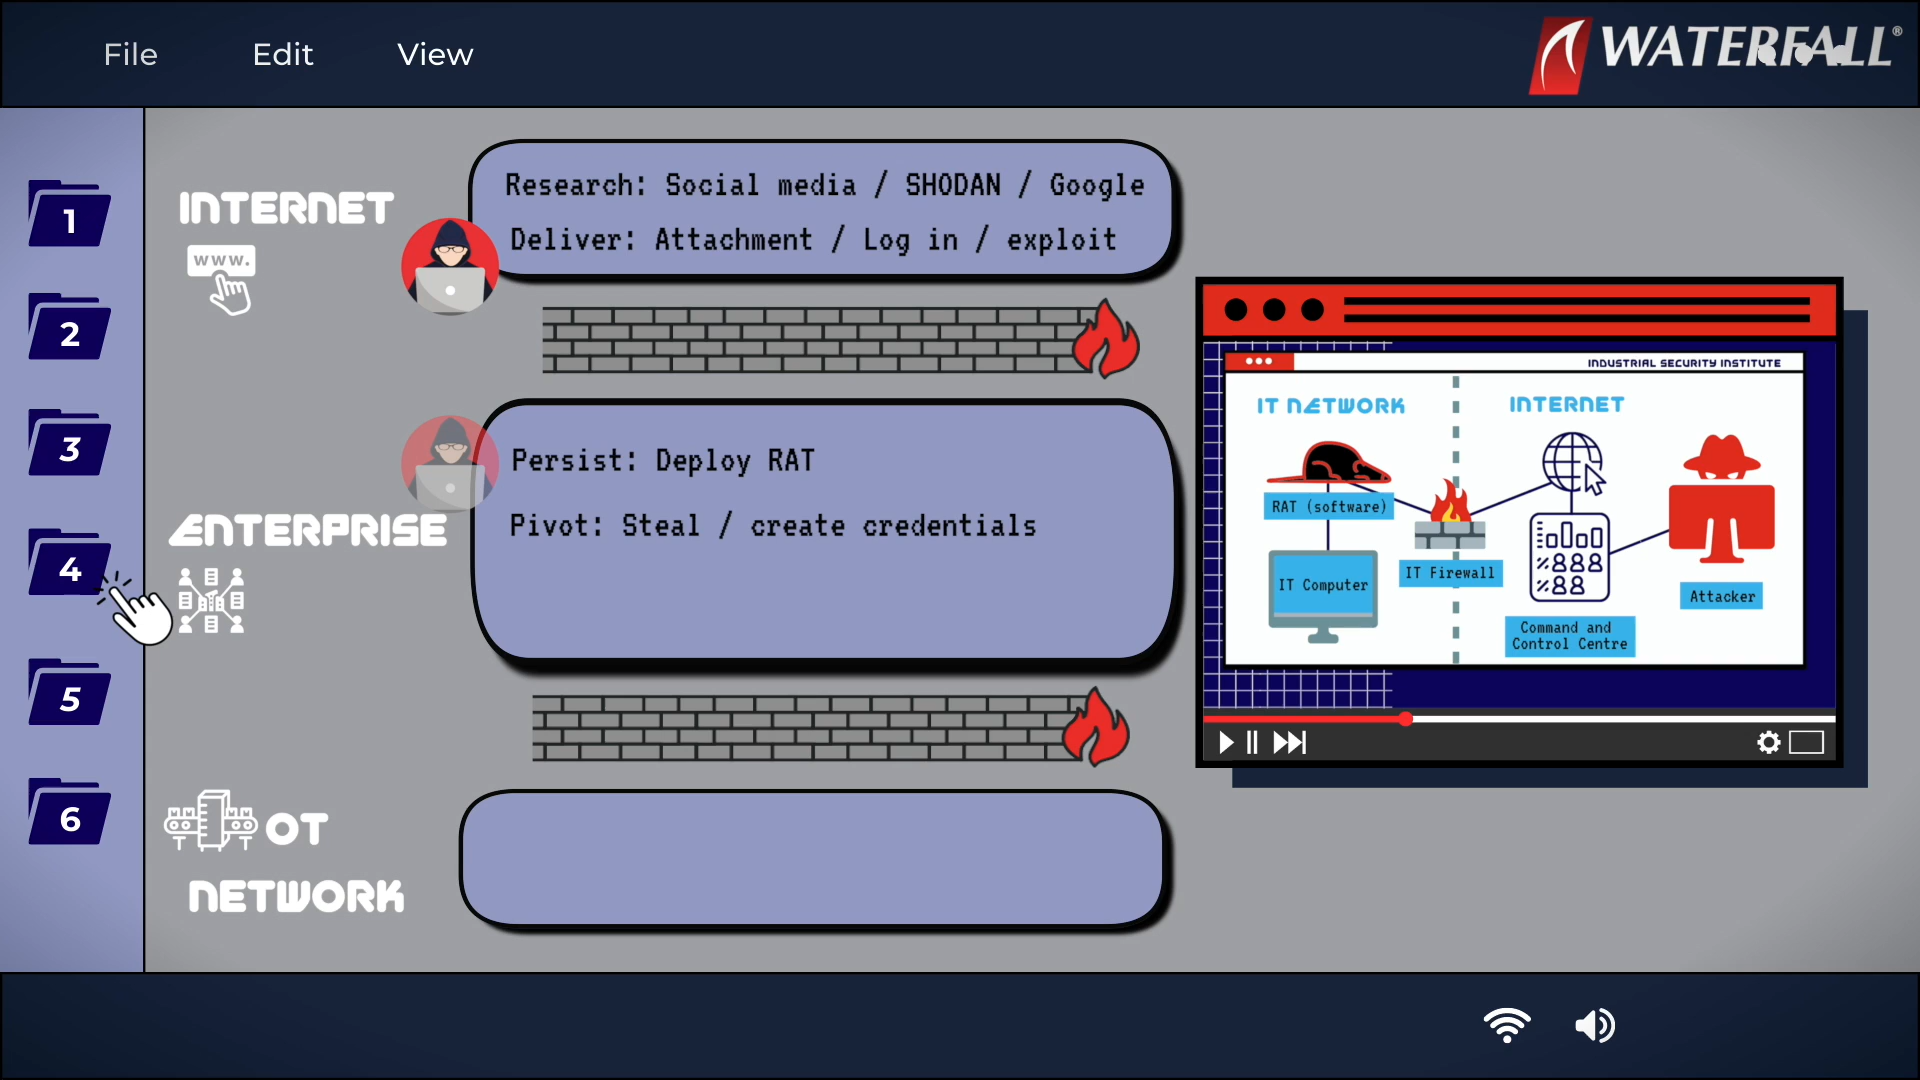 File Edit View
WATERFALL®
1
2
3
4
5
6
INTERNET
www.
Research: Social media / SHODAN / Google
Deliver: Attachment / Log in / exploit
ENTERPRISE
Persist: Deploy RAT
Pivot: Steal / create credentials
OT
NETWORK
INDUSTRIAL SECURITY INSTITUTE
IT NETWORK
INTERNET
RAT (software)
IT Firewall
IT Computer
Attacker
Command and
Control Centre